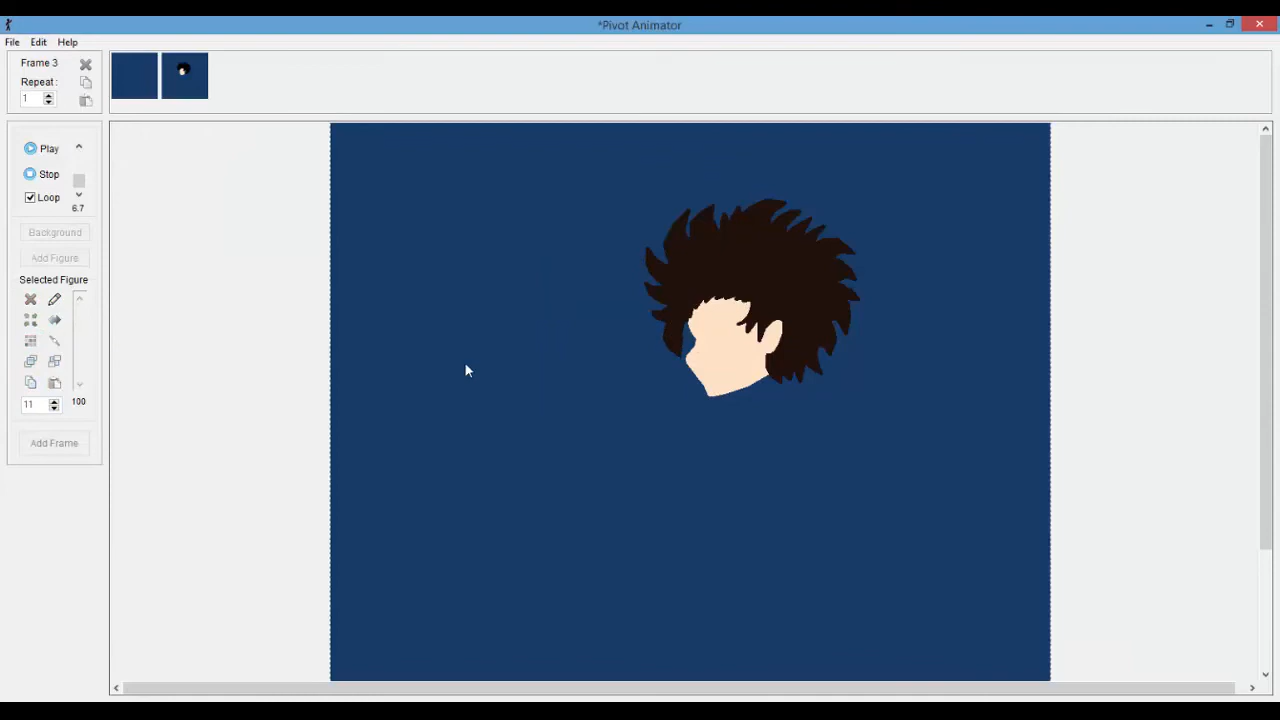 *Pivot Animator
File Edit Help
Frame 3
Repeat :
1
Play
Stop
Loop
6.7
Background
Add Figure
Selected Figure
11
100
Add Frame